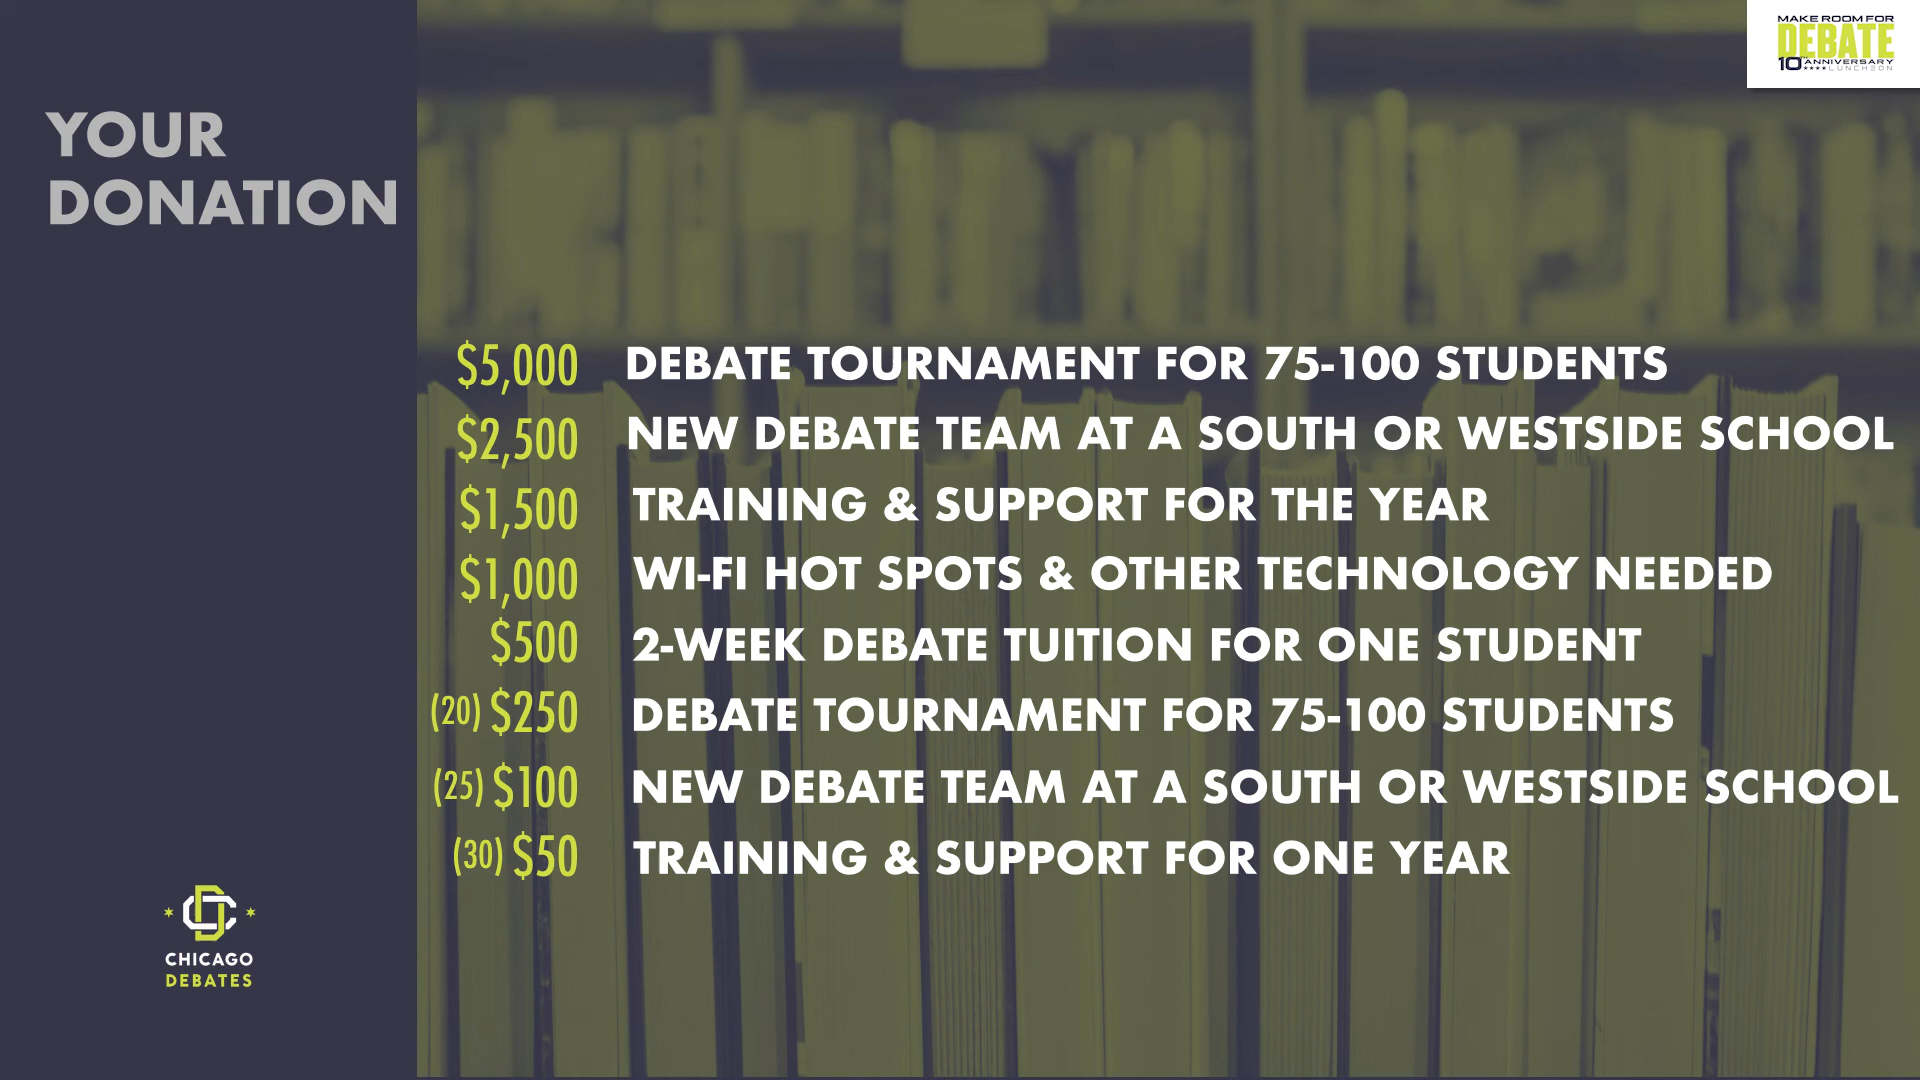 YOUR
DONATION
MAKE ROOM FOR
DEBATE
10TH ANNIVERSARY
★★★★LUNCHEON
$5,000 DEBATE TOURNAMENT FOR 75-100 STUDENTS
$2,500 NEW DEBATE TEAM AT A SOUTH OR WESTSIDE SCHOOL
$1,500 TRAINING & SUPPORT FOR THE YEAR
$1,000 WI-FI HOT SPOTS & OTHER TECHNOLOGY NEEDED
$500 2-WEEK DEBATE TUITION FOR ONE STUDENT
(20) $250 DEBATE TOURNAMENT FOR 75-100 STUDENTS
(25) $100 NEW DEBATE TEAM AT A SOUTH OR WESTSIDE SCHOOL
(30) $50 TRAINING & SUPPORT FOR ONE YEAR
CD
CHICAGO
DEBATES